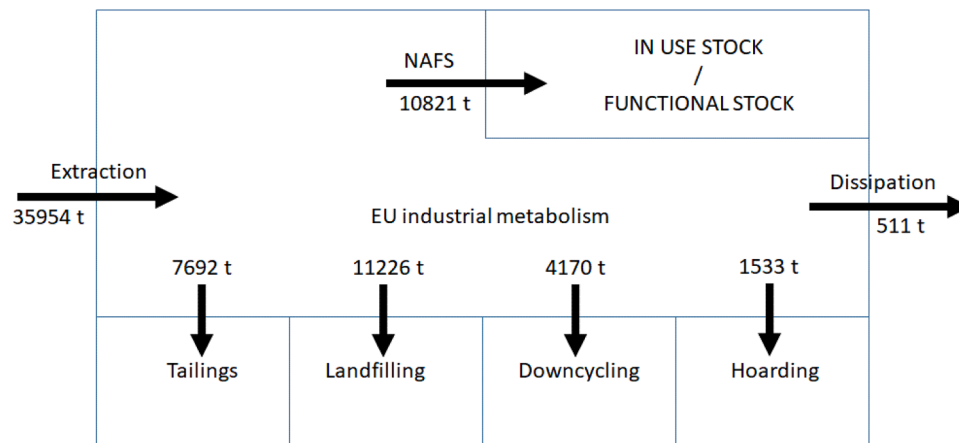 NAFS
10821 t
IN USE STOCK
/
FUNCTIONAL STOCK
Extraction
35954 t
Dissipation
511 t
EU industrial metabolism
7692 t
11226 t
4170 t
1533 t
Tailings
Landfilling
Downcycling
Hoarding